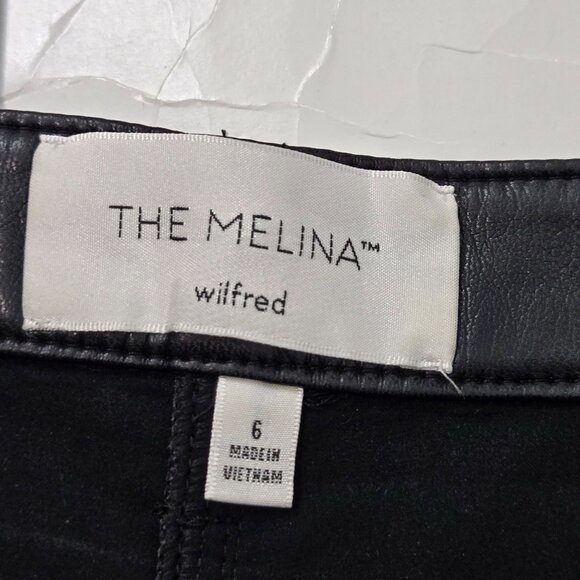 THE MELINA™
wilfred
6
MADE IN
VIETNAM